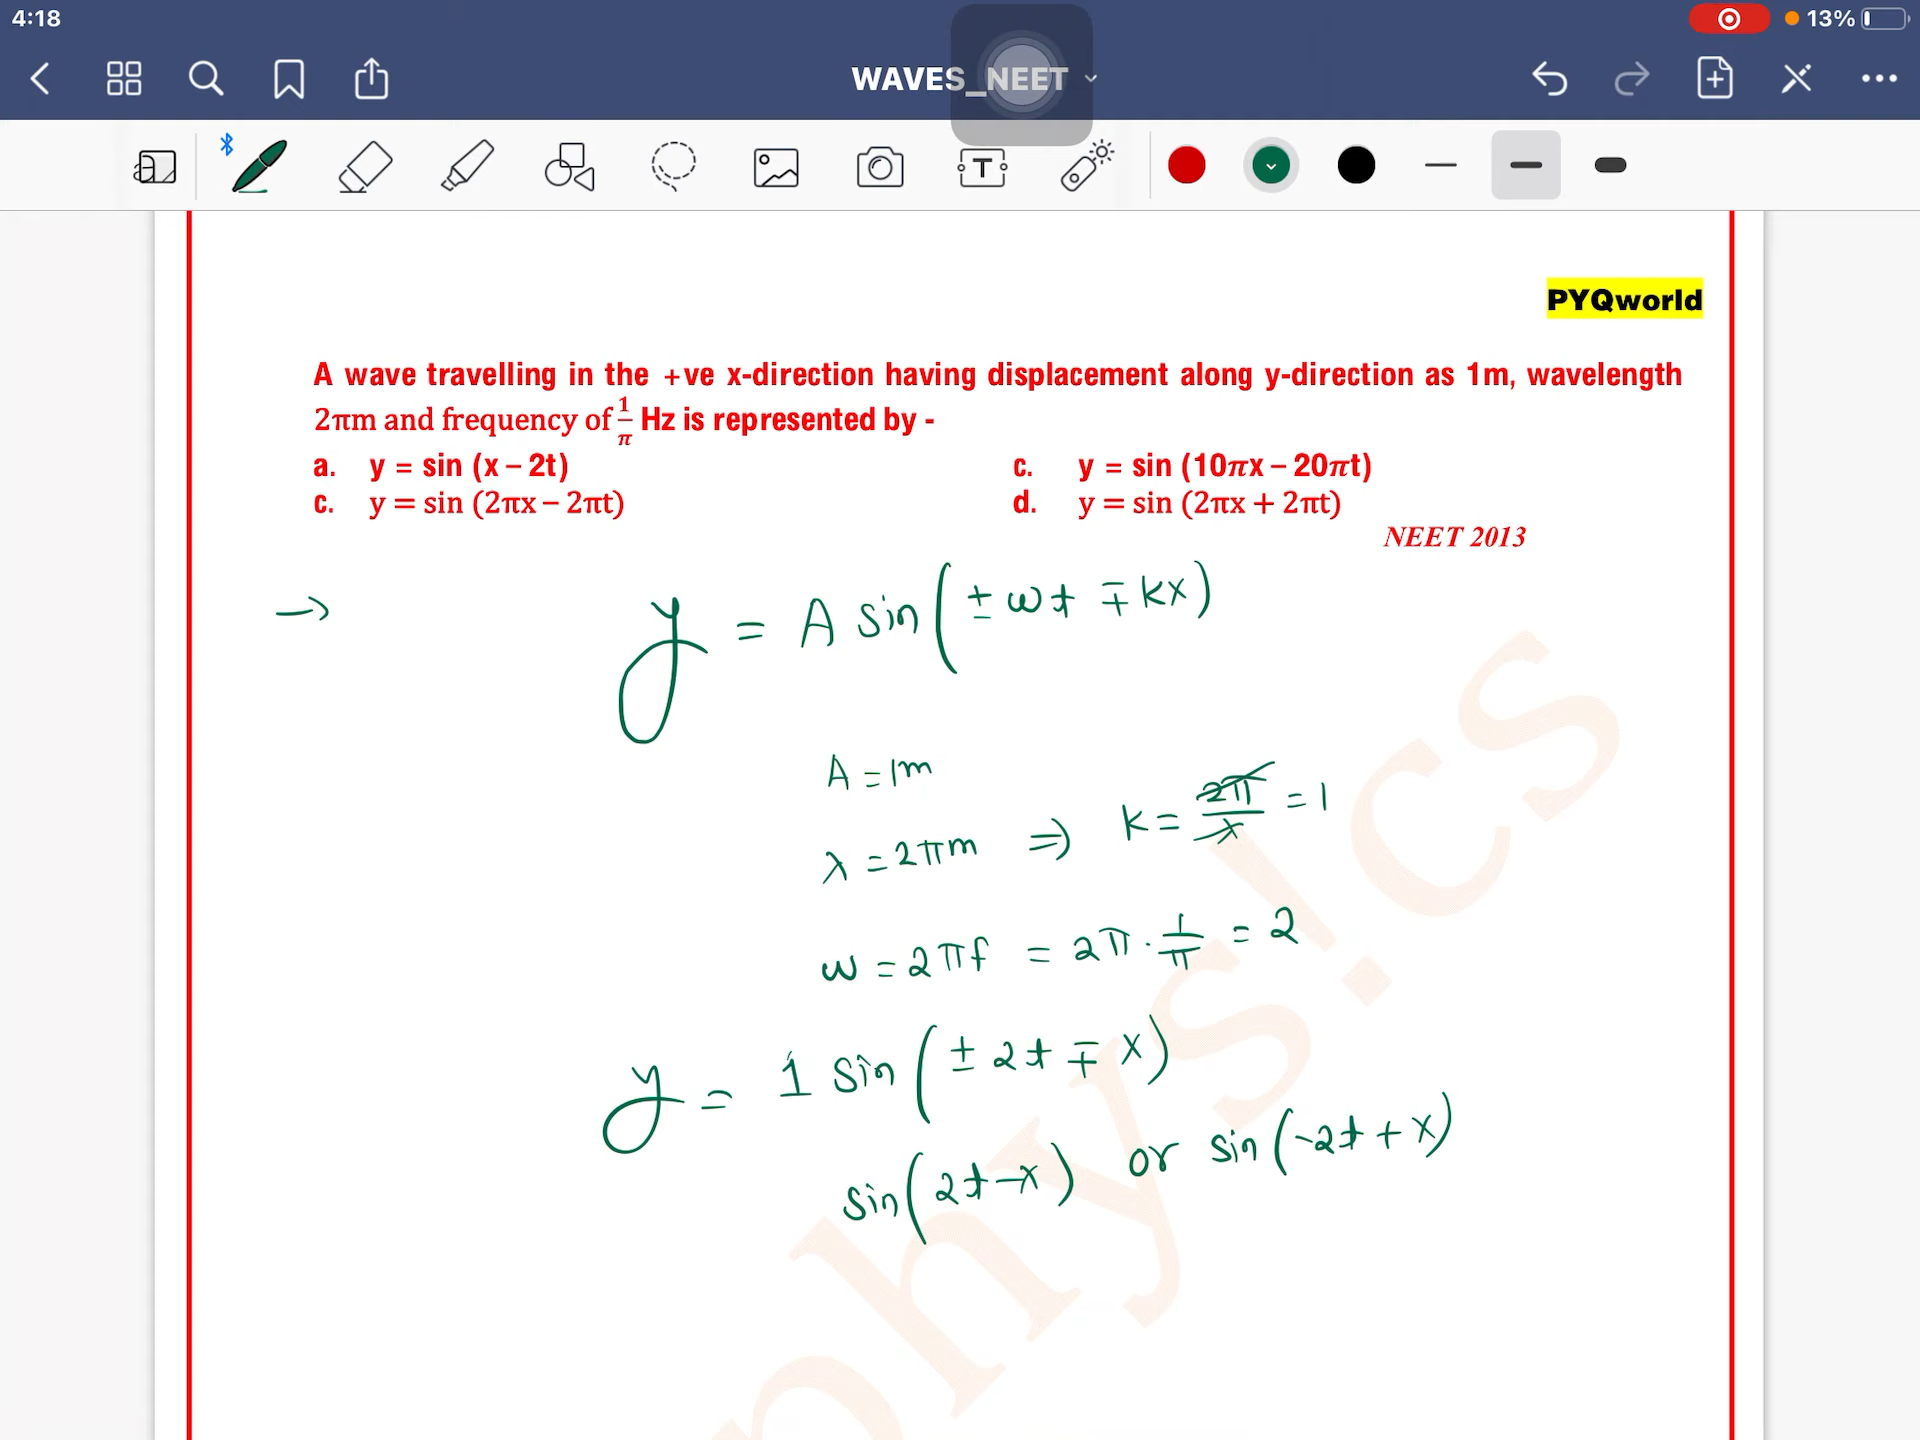 4:18
13%
WAVES_NEET
T
PYQworld
A wave travelling in the +ve x-direction having displacement along y-direction as 1m, wavelength
2πm and frequency of 1/π Hz is represented by -
a. y = sin (x – 2t)
c. y = sin (10πx – 20πt)
c. y = sin (2πx – 2πt)
d. y = sin (2πx + 2πt)
NEET 2013
→ y = A sin(± ωt ∓ kx)
A = 1m
λ = 2πm ⇒ k = 2π/λ = 1
ω = 2πf = 2π · 1/π = 2
y = 1 sin(± 2t ∓ x)
sin(2t-x) or sin(-2t+x)
phys!cs